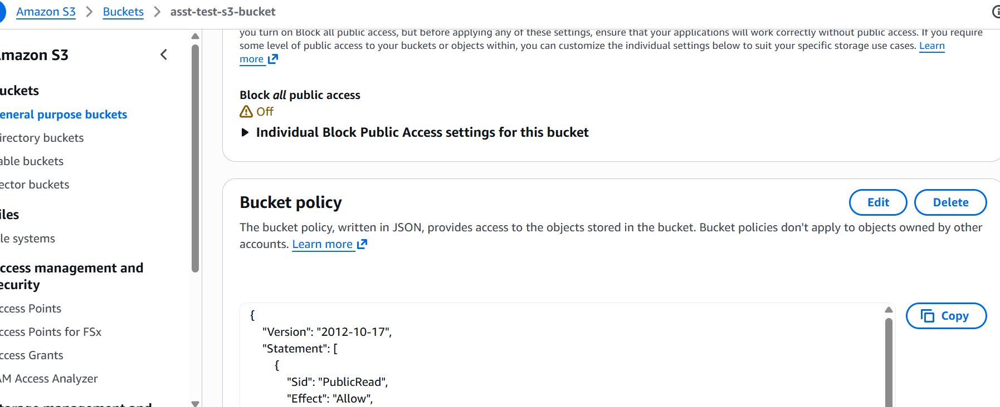 Amazon S3 > Buckets > asst-test-s3-bucket
mazon S3
uckets
eneral purpose buckets
irectory buckets
able buckets
ector buckets
iles
le systems
ccess management and
ecurity
ccess Points
ccess Points for FSx
ccess Grants
AM Access Analyzer
torage management and
you turn on Block all public access, but before applying any of these settings, ensure that your applications will work correctly without public access. If you require
some level of public access to your buckets or objects within, you can customize the individual settings below to suit your specific storage use cases. Learn
more
Block all public access
Off
Individual Block Public Access settings for this bucket
Bucket policy
Edit
Delete
The bucket policy, written in JSON, provides access to the objects stored in the bucket. Bucket policies don't apply to objects owned by other
accounts. Learn more
Copy
{
"Version": "2012-10-17",
"Statement": [
{
"Sid": "PublicRead",
"Effect": "Allow",